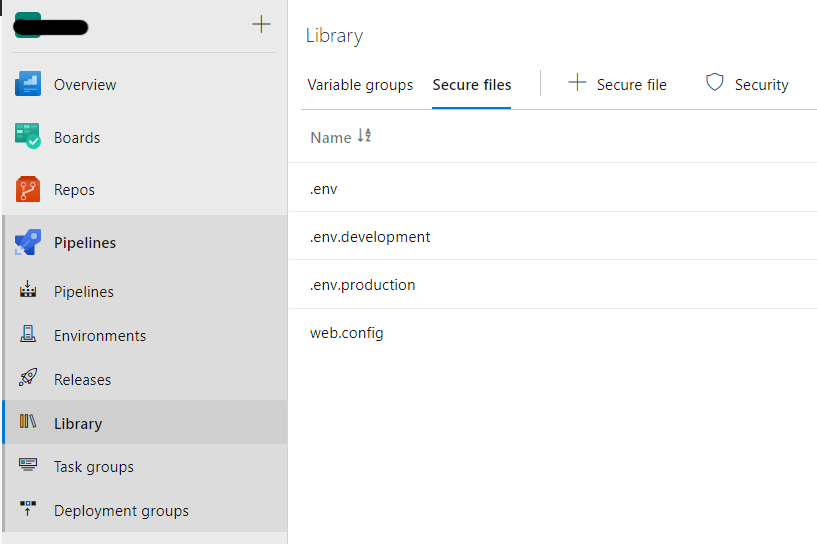 Overview
Boards
Repos
Pipelines
Pipelines
Environments
Releases
Library
Task groups
Deployment groups
Library
Variable groups Secure files Secure file Security
Name
.env
.env.development
.env.production
web.config